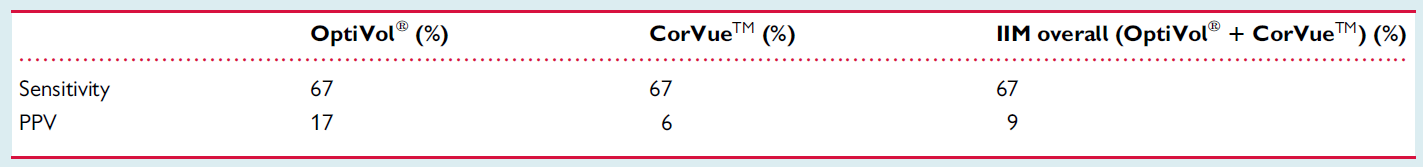 OptiVol® (%) CorVue™ (%) IIM overall (OptiVol® + CorVue™) (%)
Sensitivity 67 67 67
PPV 17 6 9